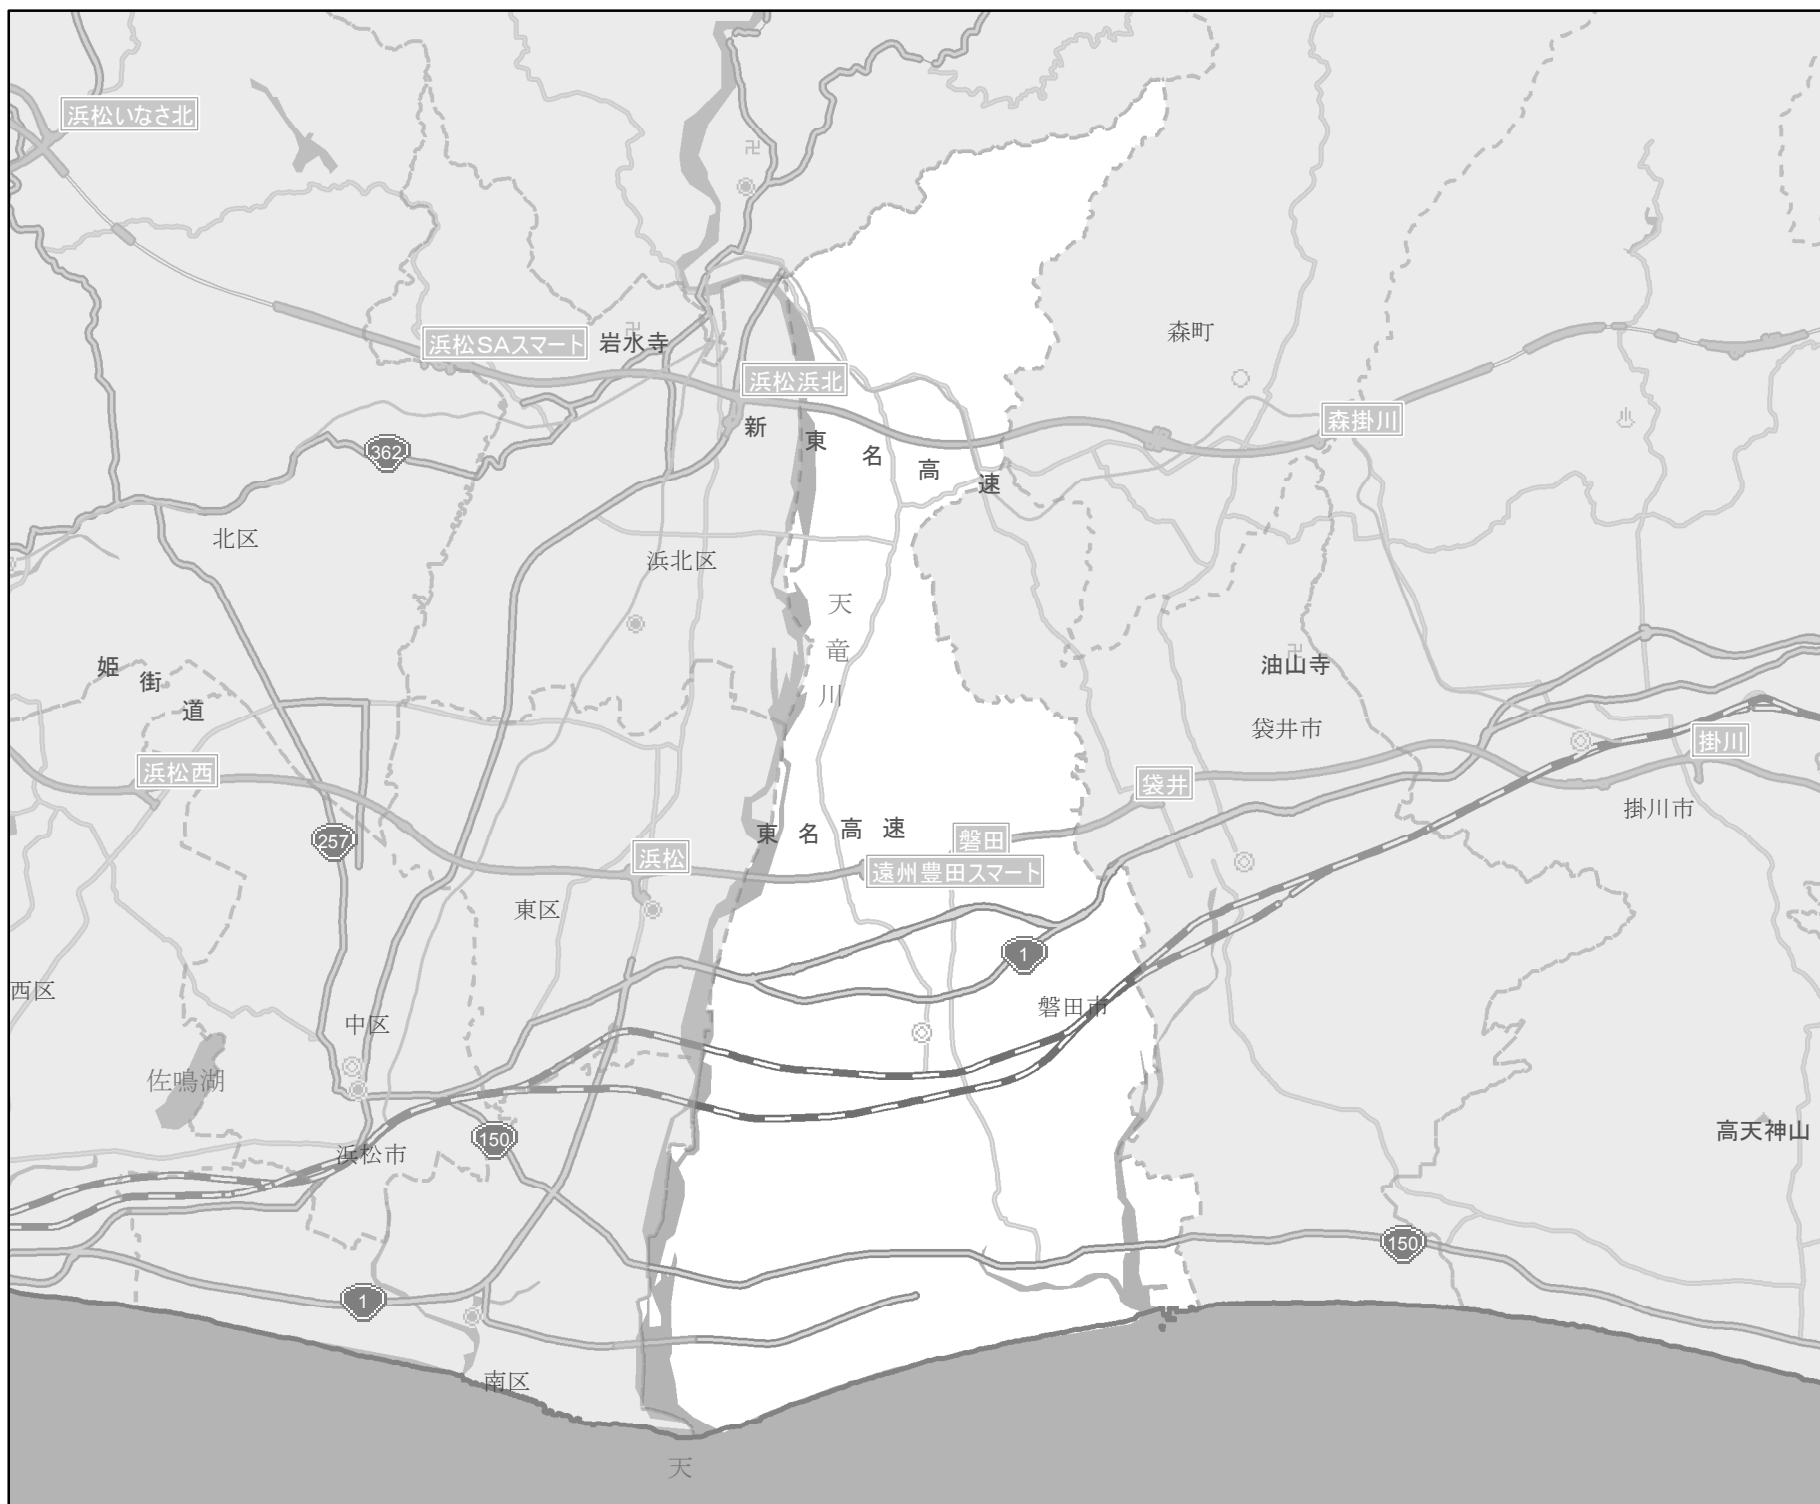 浜松いなさ北
浜松SAスマート
岩水寺
森町
浜松浜北
森掛川
新東名高速
362
北区
浜北区
天竜川
姫街道
油山寺
袋井市
浜松西
袋井
掛川
掛川市
257
東名高速
浜松
磐田
遠州豊田スマート
東区
1
西区
中区
磐田市
佐鳴湖
150
浜松市
高天神山
150
1
南区
天